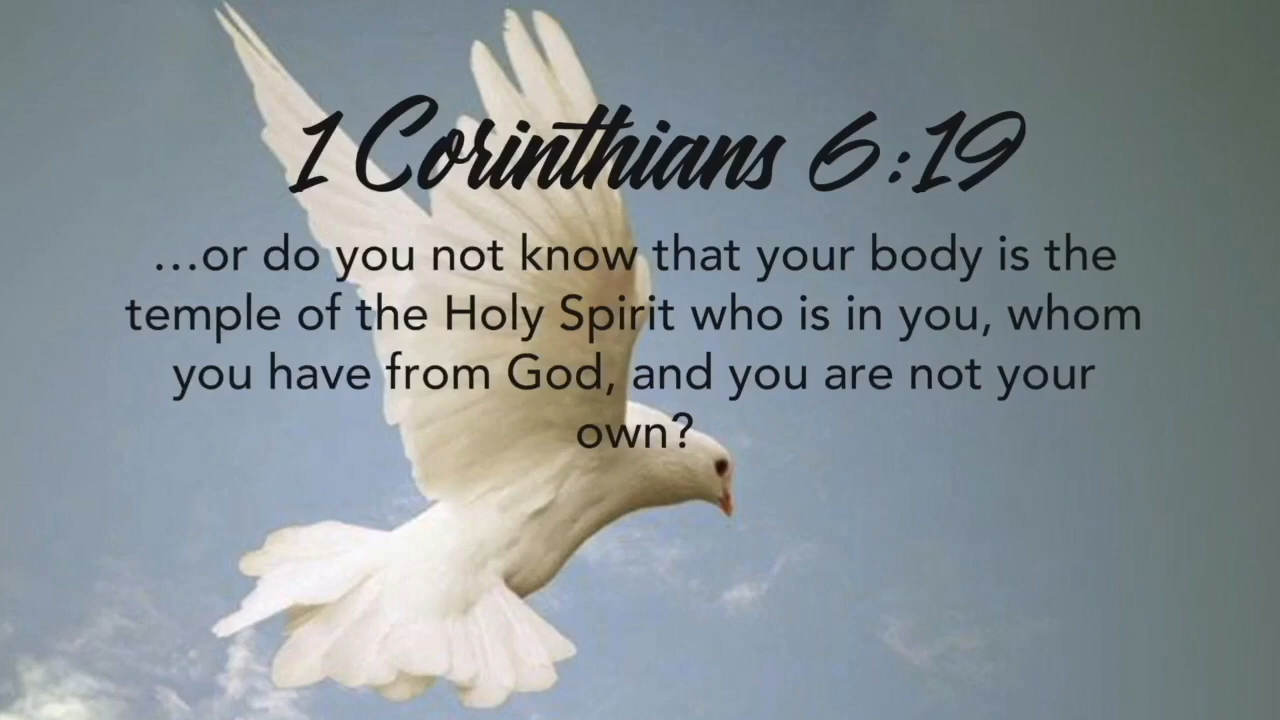 1 Corinthians 6:19
...or do you not know that your body is the
temple of the Holy Spirit who is in you, whom
you have from God, and you are not your
own?